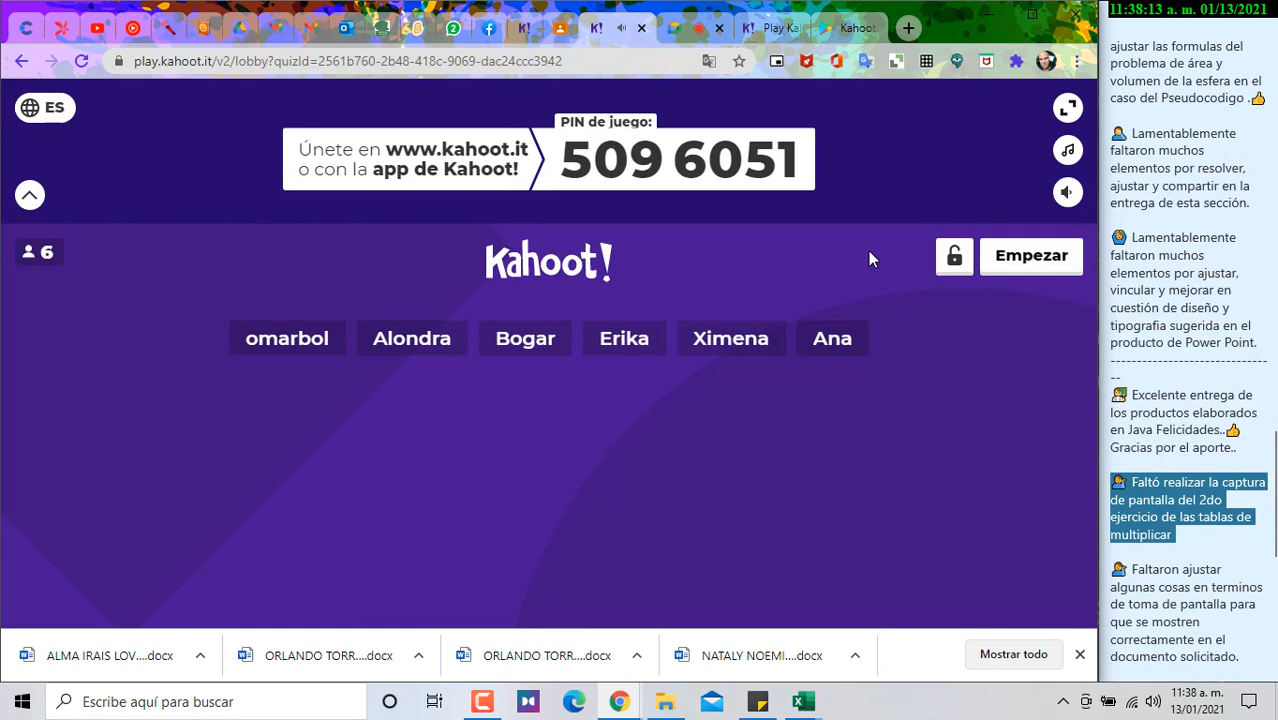 11:38:13 a. m. 01/13/2021
Play Ka
Kahoot!
play.kahoot.it/v2/lobby?quizId=2561b7e0-2b48-418c-9069-dac24ccc3942
ES
Únete en www.kahoot.it
o con la app de Kahoot!
PIN de juego:
509 6051
6
Kahoot!
Empezar
omarbol
Alondra
Bogar
Erika
Ximena
Ana
ajustar las formulas del
problema de área y
volumen de la esfera en el
caso del Pseudocodigo .👍
Lamentablemente
faltaron muchos
elementos por resolver,
ajustar y compartir en la
entrega de esta sección.
Lamentablemente
faltaron muchos
elementos por ajustar,
vincular y mejorar en
cuestión de diseño y
tipografia sugerida en el
producto de Power Point.
------------------------------
--
Excelente entrega de
los productos elaborados
en Java Felicidades..👍
Gracias por el aporte..
Faltó realizar la captura
de pantalla del 2do
ejercicio de las tablas de
multiplicar
Faltaron ajustar
algunas cosas en terminos
de toma de pantalla para
que se mostren
correctamente en el
documento solicitado.
ALMA IRAIS LOV....docx
ORLANDO TORR....docx
ORLANDO TORR....docx
NATALY NOEMI....docx
Mostrar todo
Escribe aquí para buscar
11:38 a. m.
13/01/2021